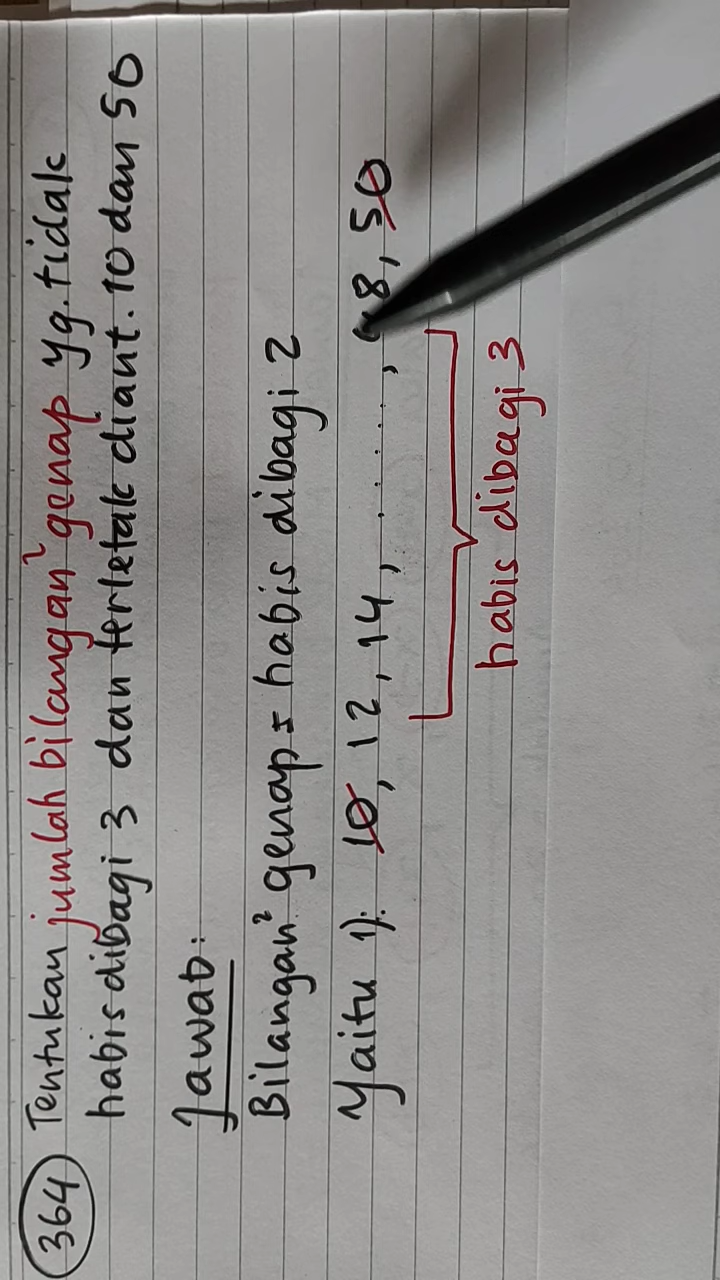 364 Tentukan jumlah bilangan² genap yg. tidak
habis dibagi 3 dan terletak diant. 10 dan 50
Jawab:
Bilangan² genap = habis dibagi 2
Yaitu 1). 10, 12, 14, ......., 48, 50
habis dibagi 3